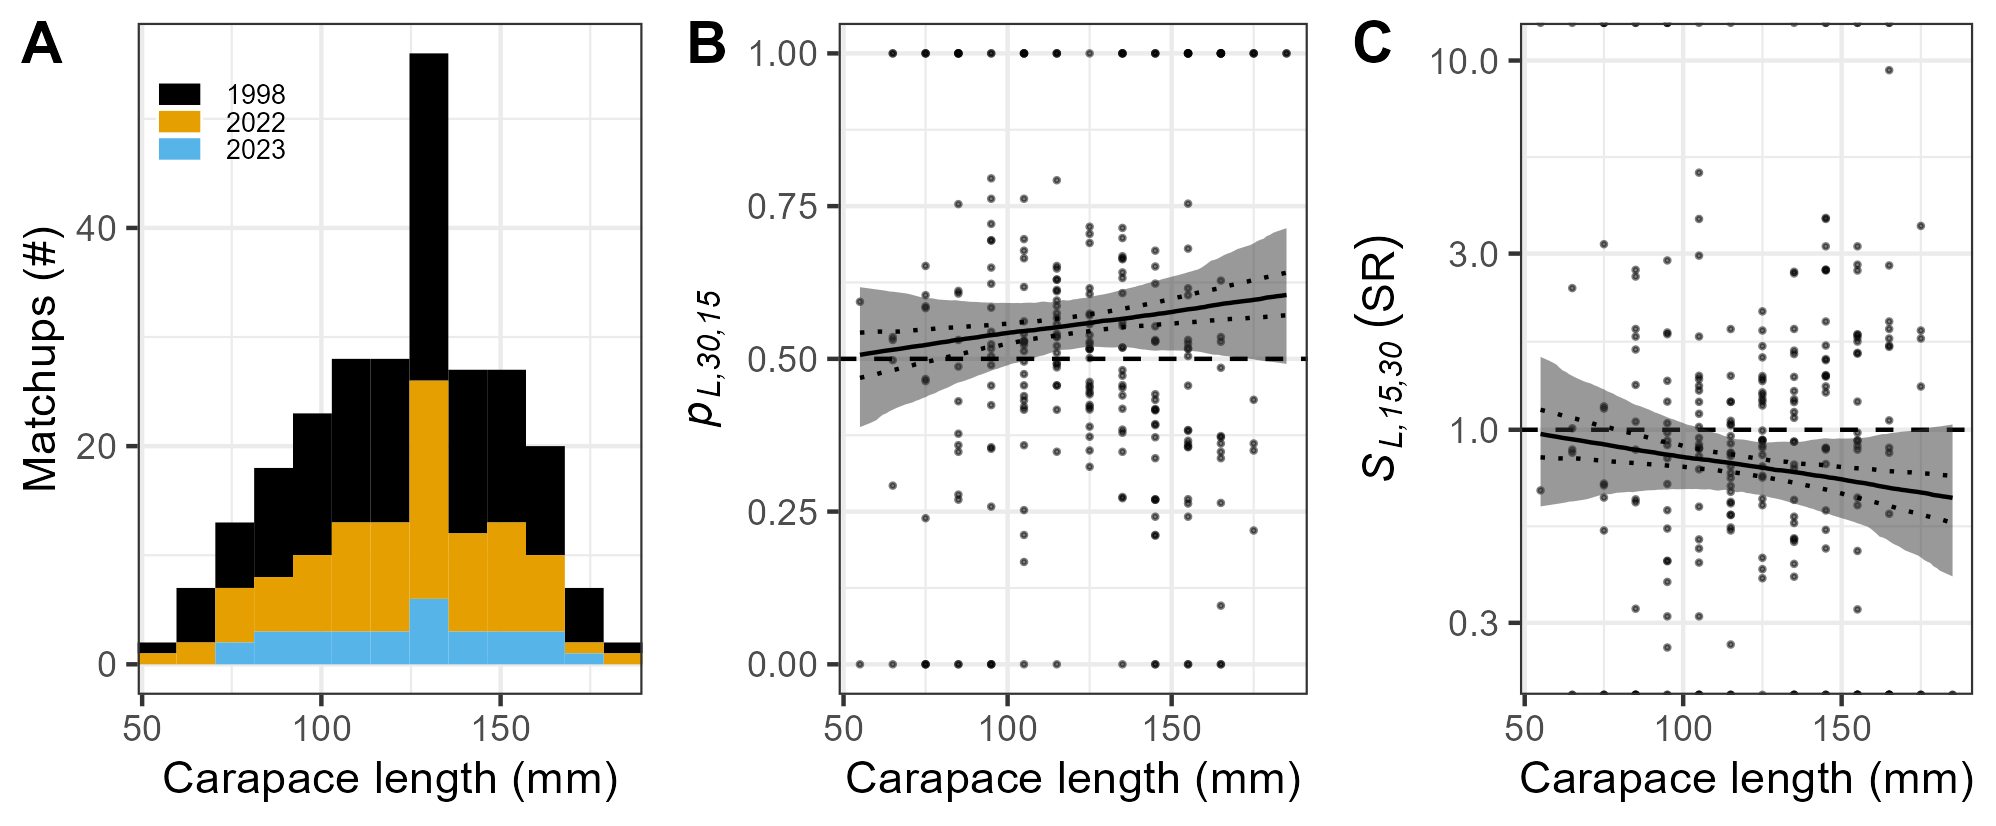 A
1998
2022
2023
Matchups (#)
40
20
0
50 100 150
Carapace length (mm)
B
p L,30,15
1.00
0.75
0.50
0.25
0.00
50 100 150
Carapace length (mm)
C
S L,15,30 (SR)
10.0
3.0
1.0
0.3
50 100 150
Carapace length (mm)